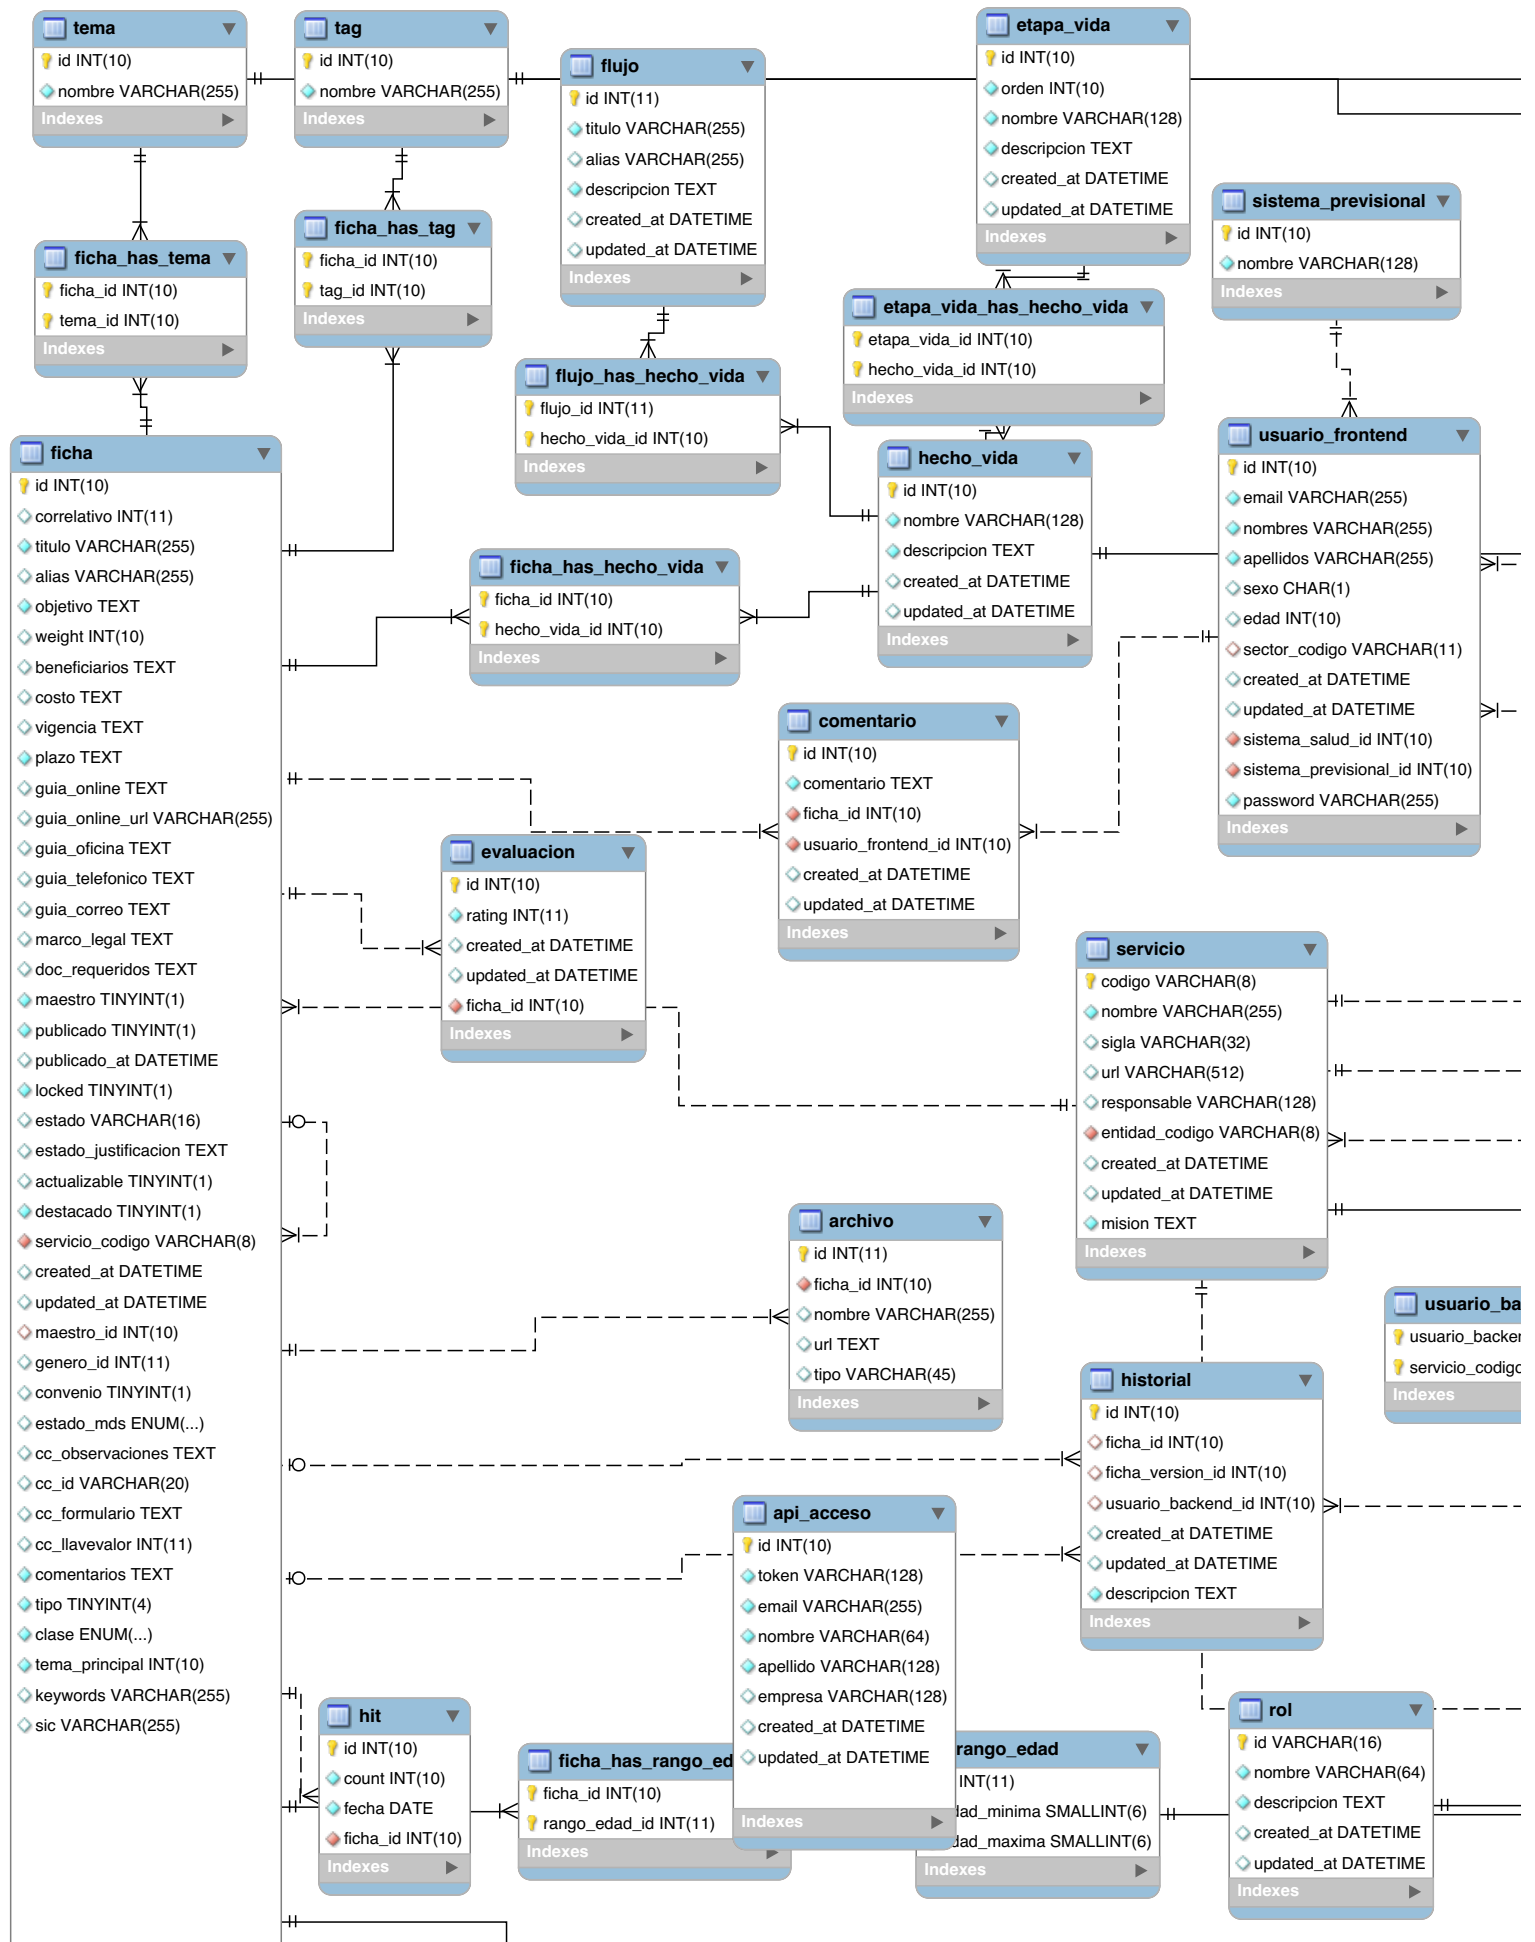 tema
id INT(10)
nombre VARCHAR(255)
Indexes
tag
id INT(10)
nombre VARCHAR(255)
Indexes
flujo
id INT(11)
titulo VARCHAR(255)
alias VARCHAR(255)
descripcion TEXT
created_at DATETIME
updated_at DATETIME
Indexes
etapa_vida
id INT(10)
orden INT(10)
nombre VARCHAR(128)
descripcion TEXT
created_at DATETIME
updated_at DATETIME
Indexes
sistema_previsional
id INT(10)
nombre VARCHAR(128)
Indexes
ficha_has_tema
ficha_id INT(10)
tema_id INT(10)
Indexes
ficha_has_tag
ficha_id INT(10)
tag_id INT(10)
Indexes
flujo_has_hecho_vida
flujo_id INT(11)
hecho_vida_id INT(10)
Indexes
etapa_vida_has_hecho_vida
etapa_vida_id INT(10)
hecho_vida_id INT(10)
Indexes
ficha
id INT(10)
correlativo INT(11)
titulo VARCHAR(255)
alias VARCHAR(255)
objetivo TEXT
weight INT(10)
beneficiarios TEXT
costo TEXT
vigencia TEXT
plazo TEXT
guia_online TEXT
guia_online_url VARCHAR(255)
guia_oficina TEXT
guia_telefonico TEXT
guia_correo TEXT
marco_legal TEXT
doc_requeridos TEXT
maestro TINYINT(1)
publicado TINYINT(1)
publicado_at DATETIME
locked TINYINT(1)
estado VARCHAR(16)
estado_justificacion TEXT
actualizable TINYINT(1)
destacado TINYINT(1)
servicio_codigo VARCHAR(8)
created_at DATETIME
updated_at DATETIME
maestro_id INT(10)
genero_id INT(11)
convenio TINYINT(1)
estado_mds ENUM(...)
cc_observaciones TEXT
cc_id VARCHAR(20)
cc_formulario TEXT
cc_llavevalor INT(11)
comentarios TEXT
tipo TINYINT(4)
clase ENUM(...)
tema_principal INT(10)
keywords VARCHAR(255)
sic VARCHAR(255)
hecho_vida
id INT(10)
nombre VARCHAR(128)
descripcion TEXT
created_at DATETIME
updated_at DATETIME
Indexes
usuario_frontend
id INT(10)
email VARCHAR(255)
nombres VARCHAR(255)
apellidos VARCHAR(255)
sexo CHAR(1)
edad INT(10)
sector_codigo VARCHAR(11)
created_at DATETIME
updated_at DATETIME
sistema_salud_id INT(10)
sistema_previsional_id INT(10)
password VARCHAR(255)
Indexes
ficha_has_hecho_vida
ficha_id INT(10)
hecho_vida_id INT(10)
Indexes
comentario
id INT(10)
comentario TEXT
ficha_id INT(10)
usuario_frontend_id INT(10)
created_at DATETIME
updated_at DATETIME
Indexes
evaluacion
id INT(10)
rating INT(11)
created_at DATETIME
updated_at DATETIME
ficha_id INT(10)
Indexes
servicio
codigo VARCHAR(8)
nombre VARCHAR(255)
sigla VARCHAR(32)
url VARCHAR(512)
responsable VARCHAR(128)
entidad_codigo VARCHAR(8)
created_at DATETIME
updated_at DATETIME
mision TEXT
Indexes
archivo
id INT(11)
ficha_id INT(10)
nombre VARCHAR(255)
url TEXT
tipo VARCHAR(45)
Indexes
usuario_ba
usuario_backen
servicio_codigo
Indexes
historial
id INT(10)
ficha_id INT(10)
ficha_version_id INT(10)
usuario_backend_id INT(10)
created_at DATETIME
updated_at DATETIME
descripcion TEXT
Indexes
api_acceso
id INT(10)
token VARCHAR(128)
email VARCHAR(255)
nombre VARCHAR(64)
apellido VARCHAR(128)
empresa VARCHAR(128)
created_at DATETIME
updated_at DATETIME
Indexes
hit
id INT(10)
count INT(10)
fecha DATE
ficha_id INT(10)
Indexes
ficha_has_rango_ed
ficha_id INT(10)
rango_edad_id INT(11)
Indexes
rango_edad
INT(11)
dad_minima SMALLINT(6)
dad_maxima SMALLINT(6)
Indexes
rol
id VARCHAR(16)
nombre VARCHAR(64)
descripcion TEXT
created_at DATETIME
updated_at DATETIME
Indexes